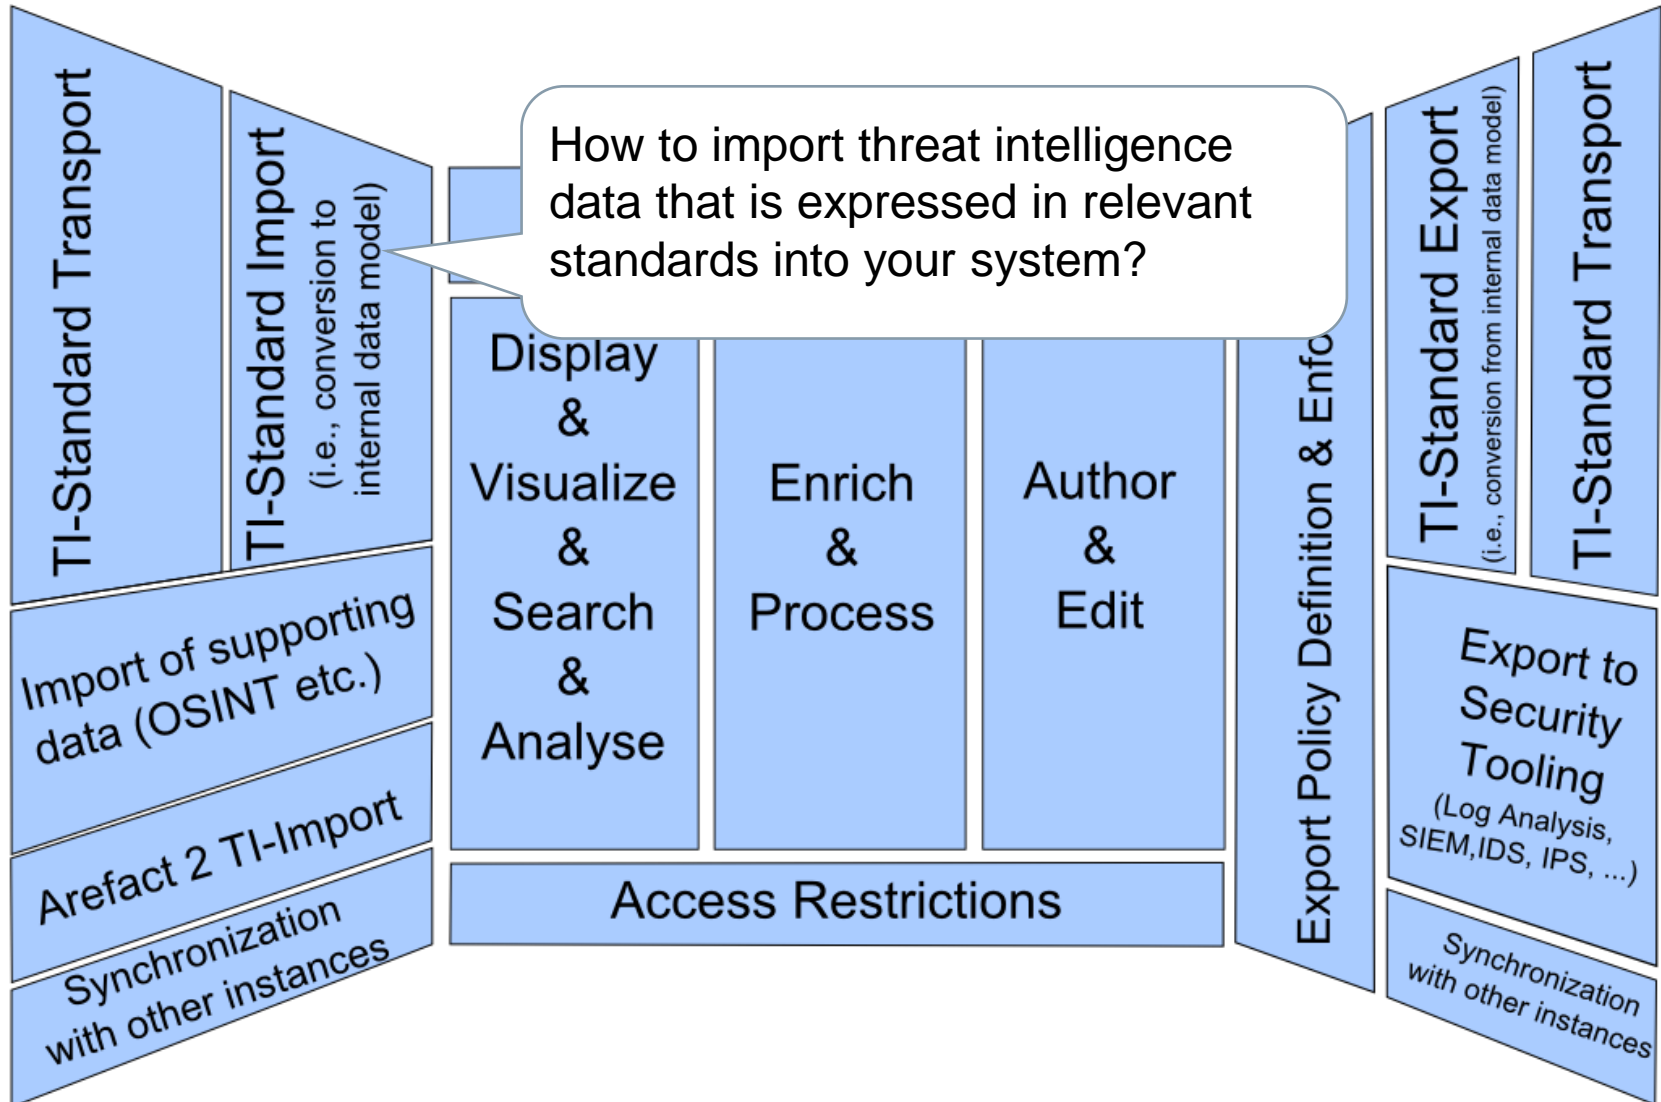 TI-Standard Transport
TI-Standard Import
(i.e., conversion to
internal data model)
Import of supporting
data (OSINT etc.)
Arefact 2 TI-Import
Synchronization
with other instances
How to import threat intelligence
data that is expressed in relevant
standards into your system?
Display
&
Visualize
&
Search
&
Analyse
Enrich
&
Process
Author
&
Edit
Access Restrictions
Export Policy Definition &
TI-Standard Export
(i.e., conversion from internal data model)
TI-Standard Transport
Export to
Security
Tooling
(Log Analysis,
SIEM,IDS, IPS, ...)
Synchronization
with other instances